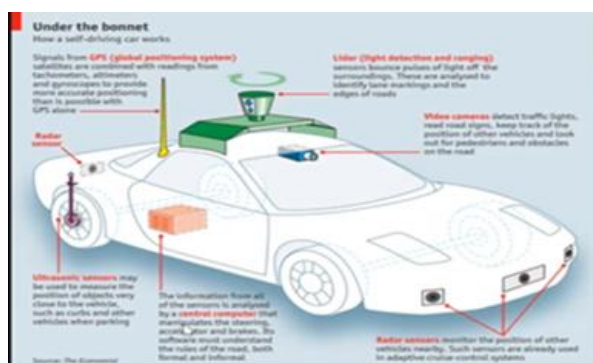 Under the bonnet
How a self-driving car works
Signals from GPS (global positioning system)
satellites are combined with readings from
tachometers, altimeters
and gyroscopes to provide
more accurate positioning
than is possible with
GPS alone
Lidar (light detection and ranging)
sensors bounce pulses of light off the
surroundings. These are analysed to
identify lane markings and the
edges of roads
Video cameras detect traffic lights,
read road signs, keep track of the
position of other vehicles and look
out for pedestrians and obstacles
on the road
Radar
sensor
Ultrasonic sensors may
be used to measure the
position of objects very
close to the vehicle,
such as curbs and other
vehicles when parking
The information from all
of the sensors is analysed
by a central computer that
manipulates the steering,
accelerator and brakes. Its
software must understand
the rules of the road, both
formal and informal
Radar sensors monitor the position of other
vehicles nearby. Such sensors are already used
in adaptive cruise-control systems
Source: The Economist